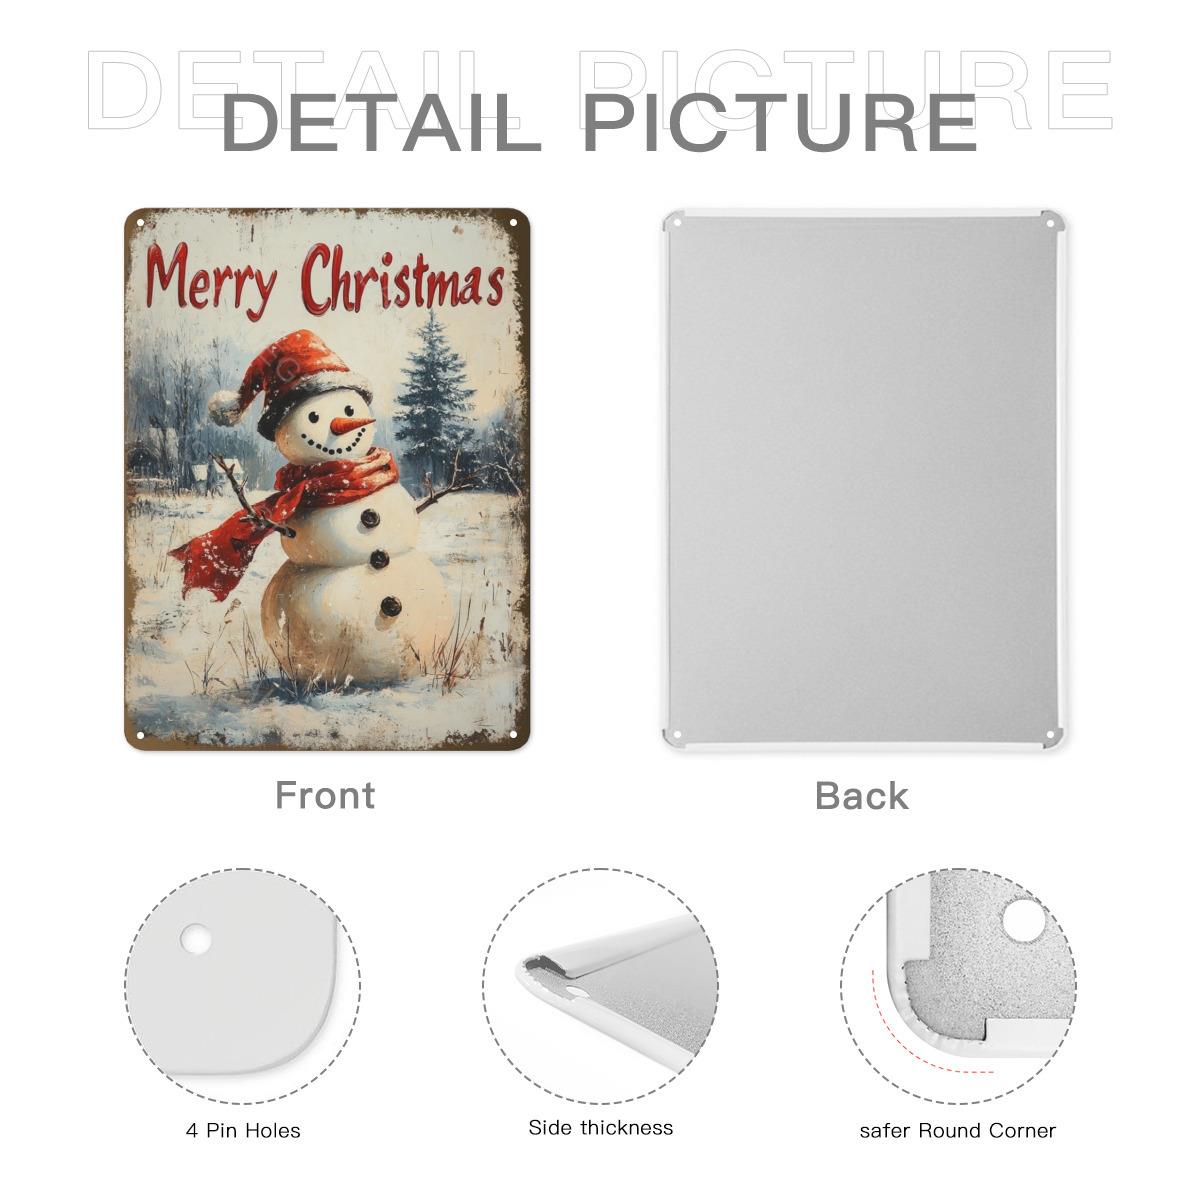 DETAIL PICTURE
DETAIL PICTURE
Merry Christmas
Front
Back
4 Pin Holes
Side thickness
safer Round Corner